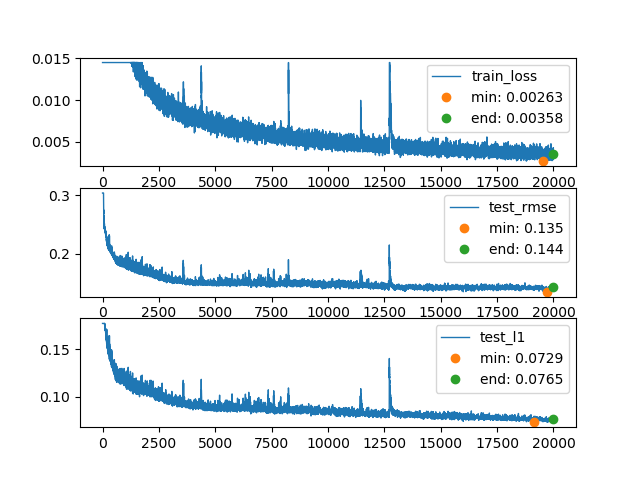 0.015
0.010
0.005
train_loss
min: 0.00263
end: 0.00358
0 2500 5000 7500 10000 12500 15000 17500 20000
0.3
0.2
test_rmse
min: 0.135
end: 0.144
0 2500 5000 7500 10000 12500 15000 17500 20000
0.15
0.10
test_l1
min: 0.0729
end: 0.0765
0 2500 5000 7500 10000 12500 15000 17500 20000